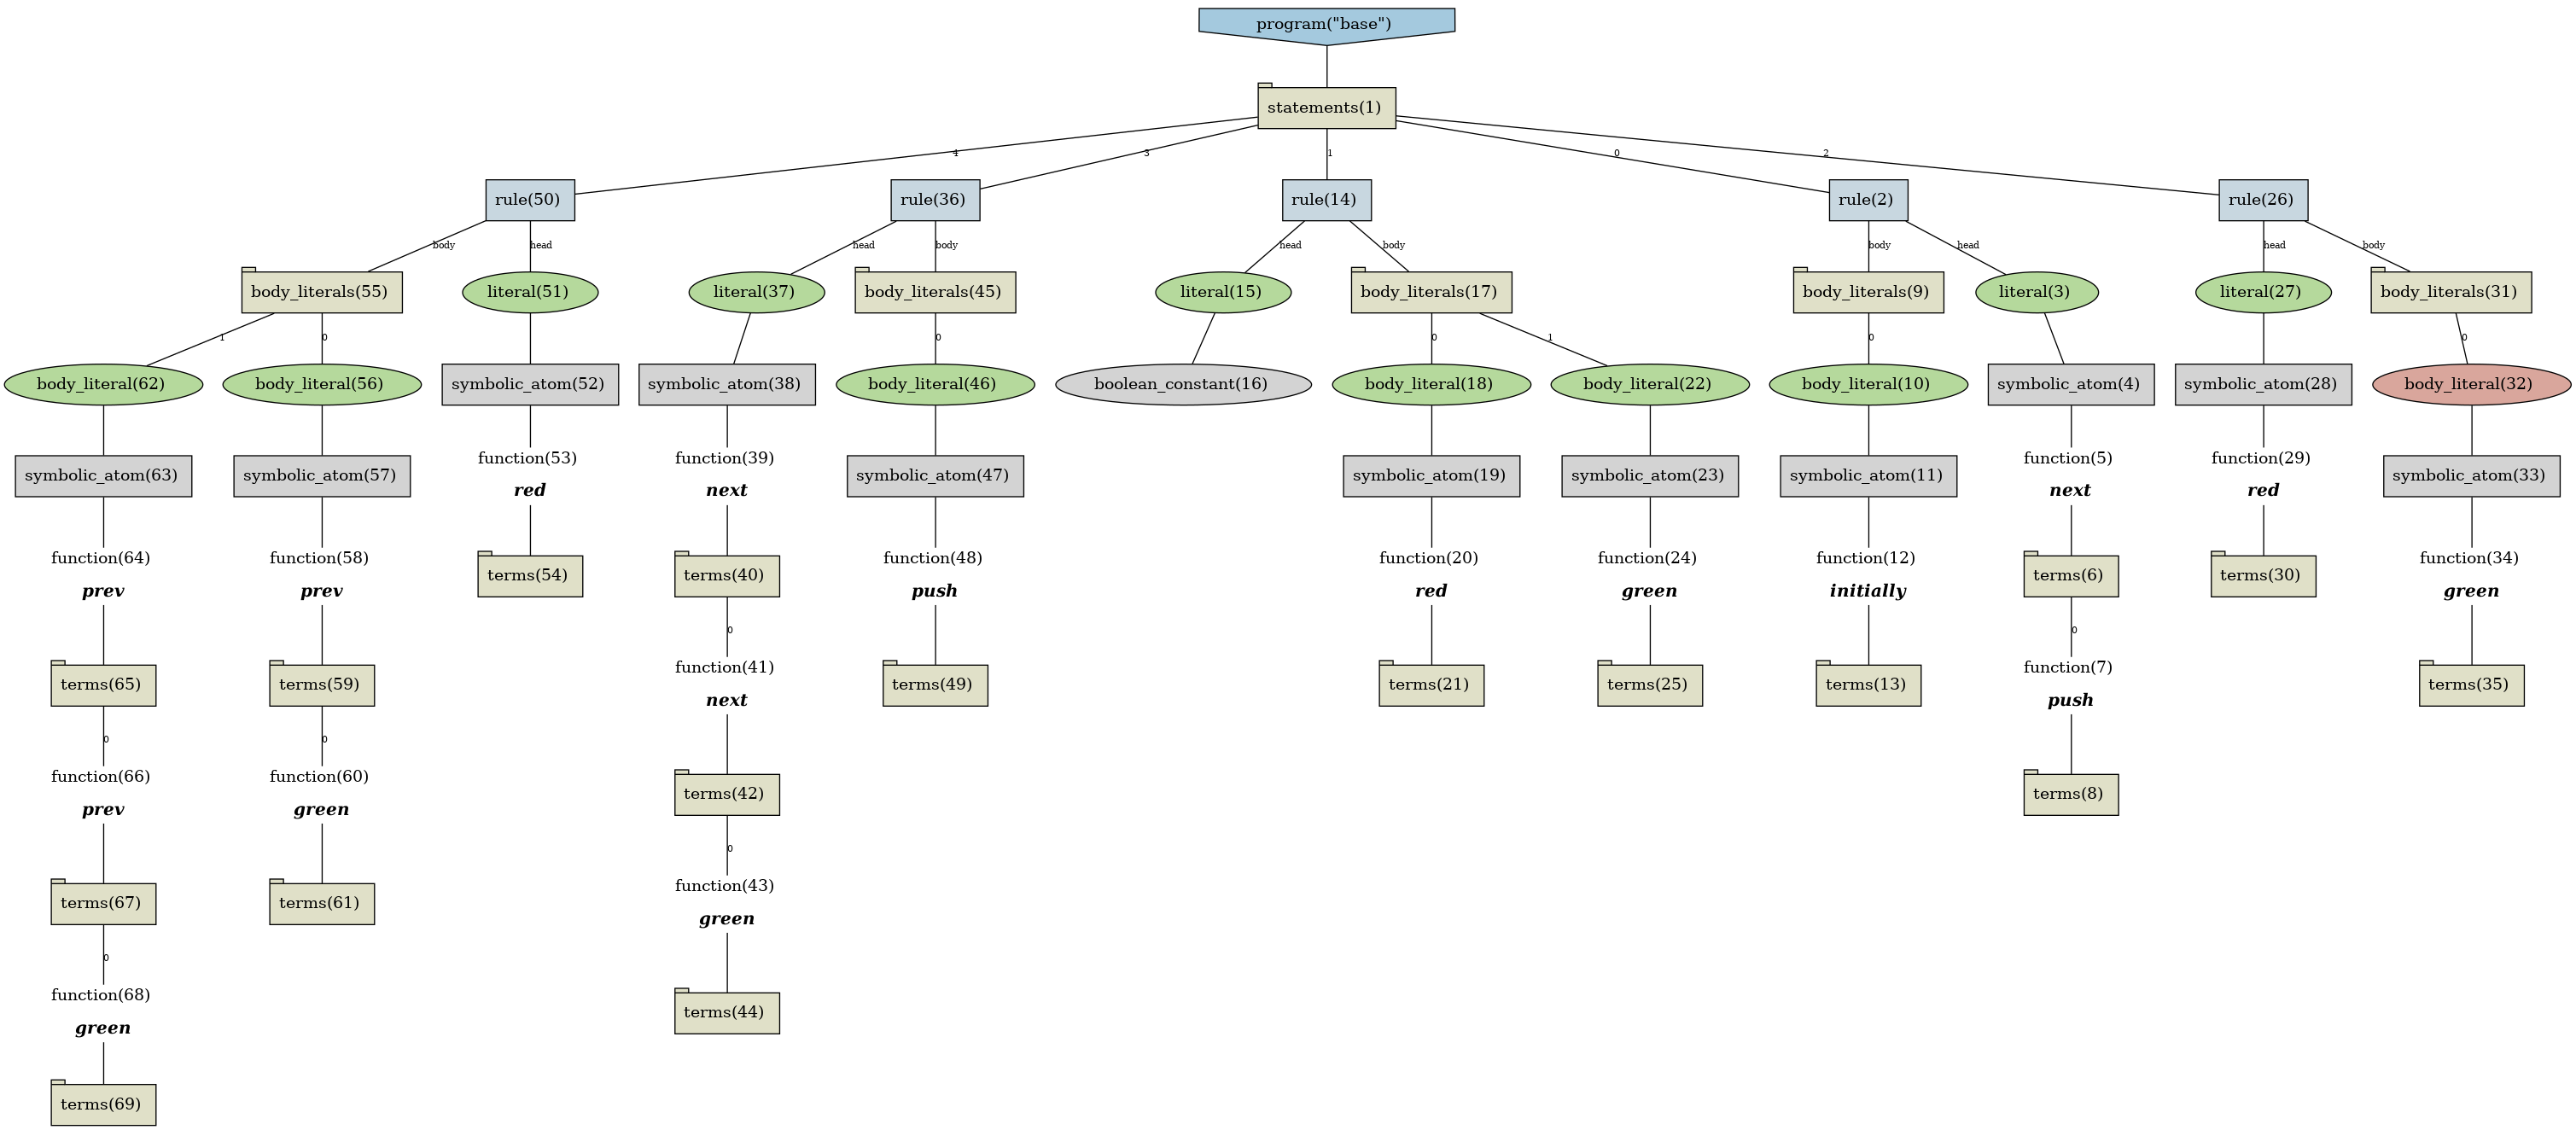 program("base")
statements(1)
4
3
1
0
2
rule(50)
rule(36)
rule(14)
rule(2)
rule(26)
body
head
head
body
head
body
body
head
head
body
body_literals(55)
literal(51)
literal(37)
body_literals(45)
literal(15)
body_literals(17)
body_literals(9)
literal(3)
literal(27)
body_literals(31)
1
0
0
0
1
0
0
body_literal(62)
body_literal(56)
symbolic_atom(52)
symbolic_atom(38)
body_literal(46)
boolean_constant(16)
body_literal(18)
body_literal(22)
body_literal(10)
symbolic_atom(4)
symbolic_atom(28)
body_literal(32)
symbolic_atom(63)
symbolic_atom(57)
function(53)
red
function(39)
next
symbolic_atom(47)
symbolic_atom(19)
symbolic_atom(23)
symbolic_atom(11)
function(5)
next
function(29)
red
symbolic_atom(33)
function(64)
prev
function(58)
prev
terms(54)
terms(40)
function(48)
push
function(20)
red
function(24)
green
function(12)
initially
terms(6)
terms(30)
function(34)
green
0
0
terms(65)
terms(59)
function(41)
next
terms(49)
terms(21)
terms(25)
terms(13)
function(7)
push
terms(35)
0
0
function(66)
prev
function(60)
green
terms(42)
terms(8)
0
terms(67)
terms(61)
function(43)
green
0
function(68)
green
terms(44)
terms(69)